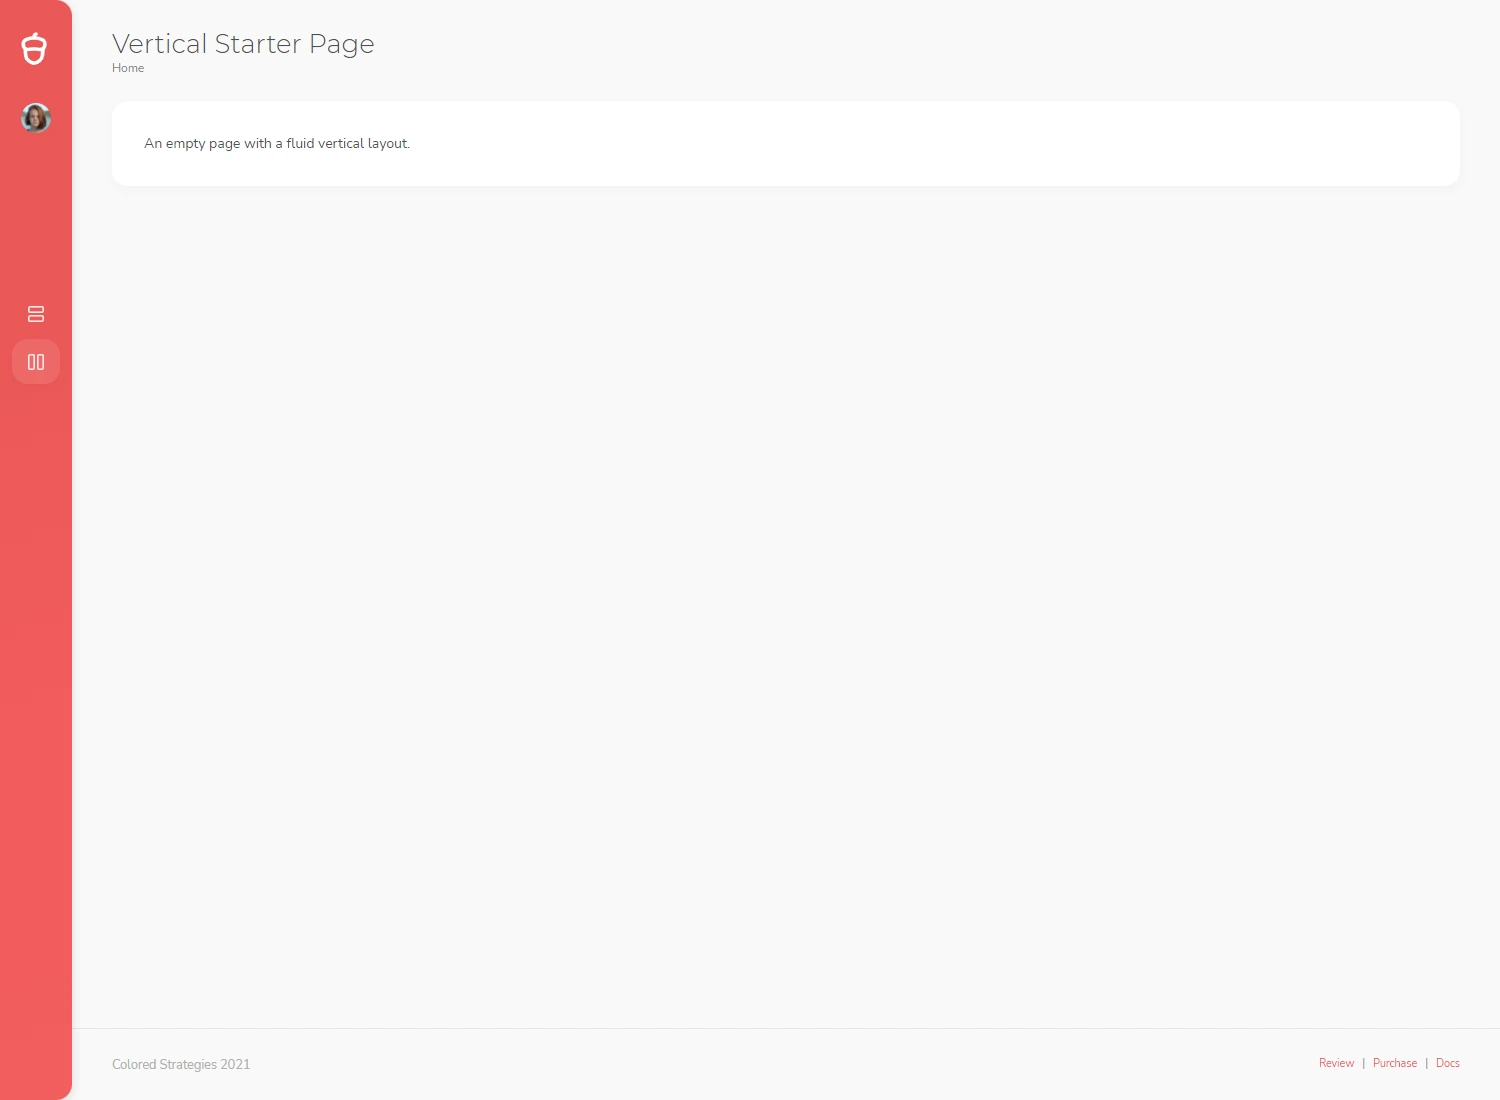 Vertical Starter Page
Home
An empty page with a fluid vertical layout.
Colored Strategies 2021
Review | Purchase | Docs